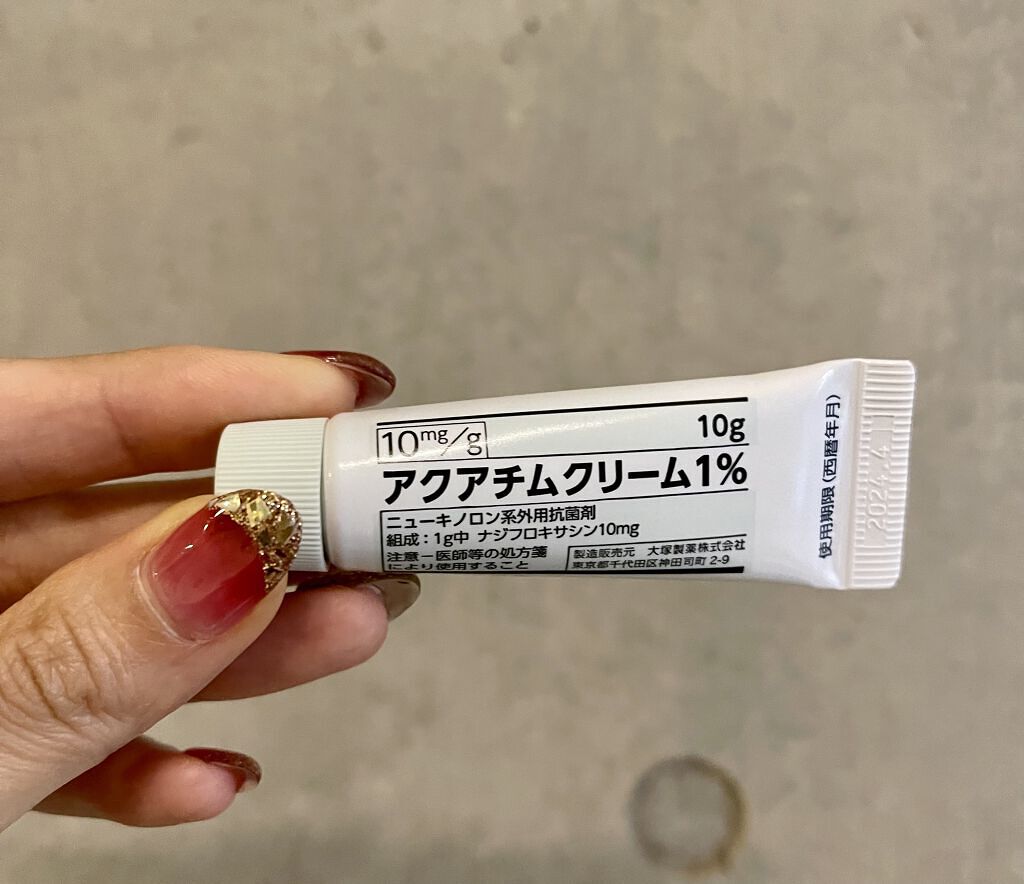 10mg/g
10g
アクアチムクリーム1%
ニューキノロン系外用抗菌剤
組成：1g中 ナジフロキサシン10mg
注意－医師等の処方箋
により使用すること
製造販売元 大塚製薬株式会社
東京都千代田区神田司町2-9
使用期限(西暦年月)
2024.4